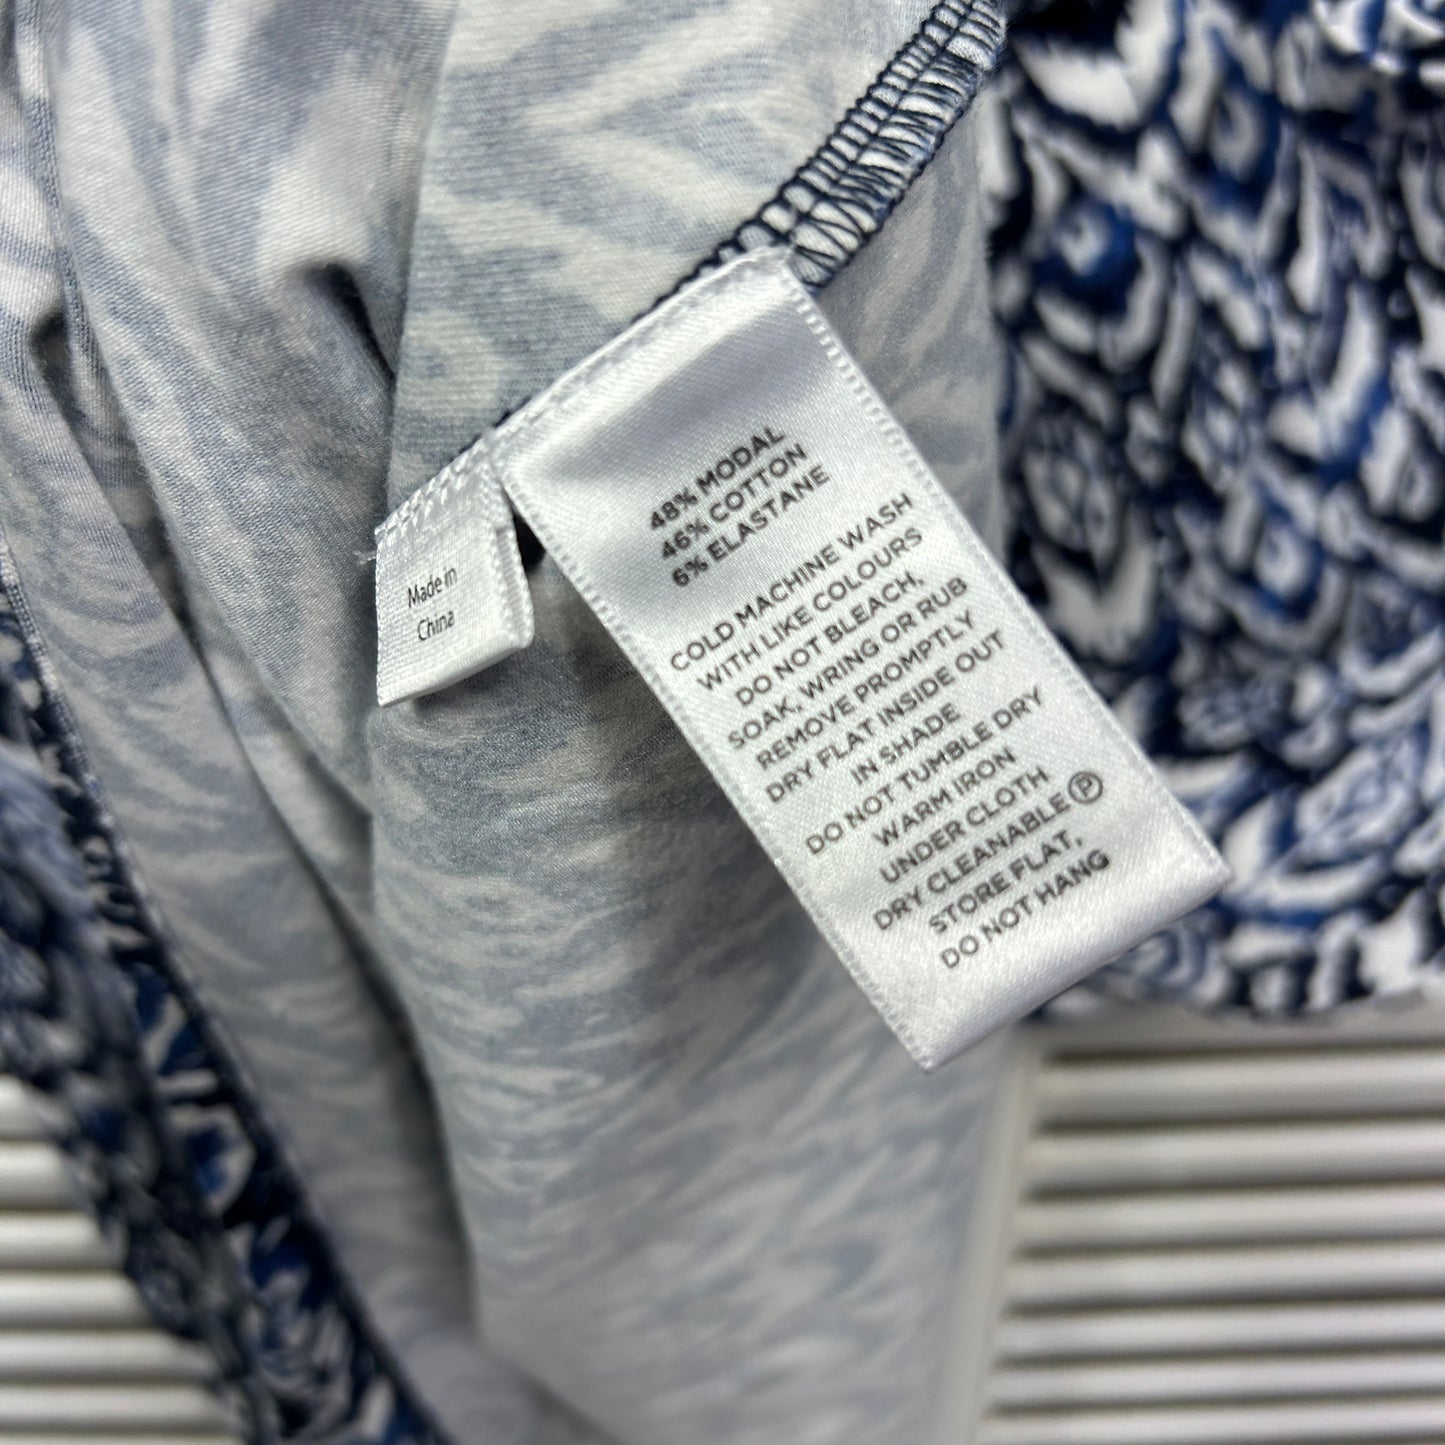 48% MODAL
46% COTTON
6% ELASTANE
COLD MACHINE WASH
WITH LIKE COLOURS
DO NOT BLEACH,
SOAK, WRING OR RUB
REMOVE PROMPTLY
DRY FLAT INSIDE OUT
IN SHADE
DO NOT TUMBLE DRY
WARM IRON
UNDER CLOTH
DRY CLEANABLE Ⓟ
STORE FLAT,
DO NOT HANG
Made in
China